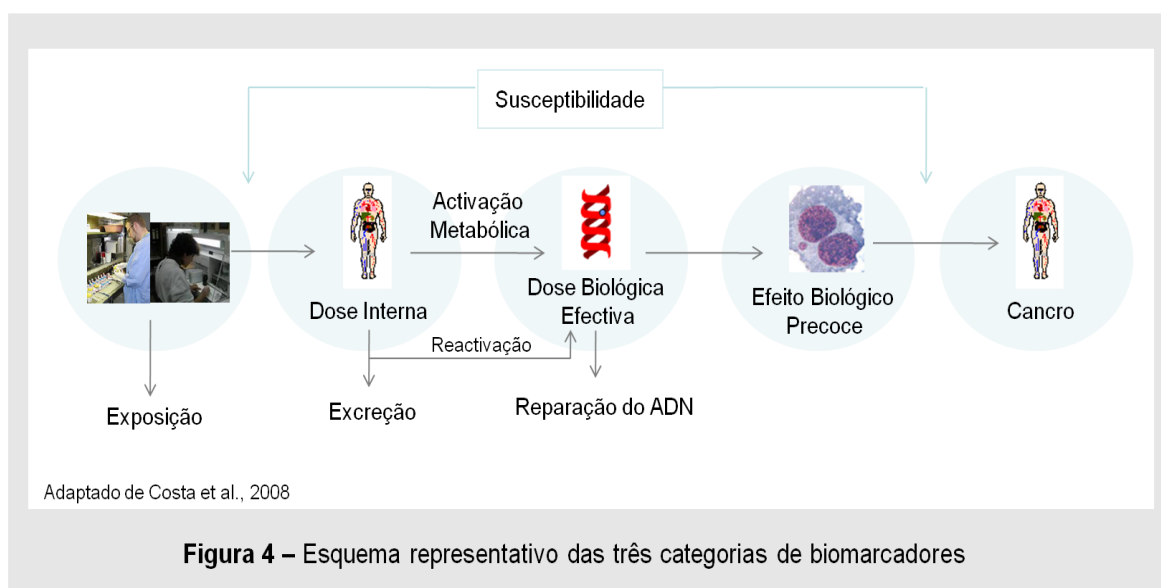 Susceptibilidade
Activação
Metabólica
Dose Interna
Dose Biológica
Efectiva
Efeito Biológico
Precoce
Cancro
Reactivação
Exposição
Excreção
Reparação do ADN
Adaptado de Costa et al., 2008
Figura 4 – Esquema representativo das três categorias de biomarcadores